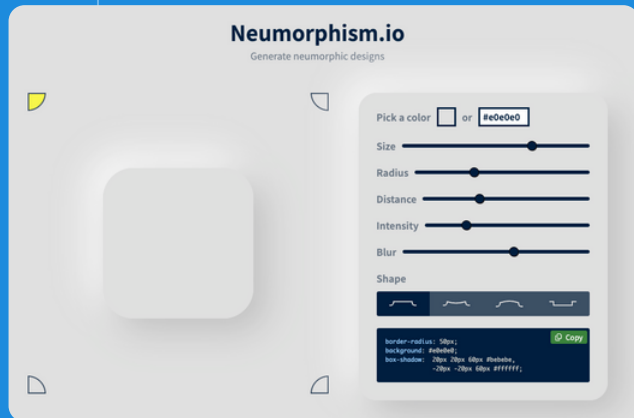 Neumorphism.io
Generate neumorphic designs
Pick a color or #e0e0e0
Size
Radius
Distance
Intensity
Blur
Shape
Copy
border-radius: 50px;
background: #e0e0e0;
box-shadow: 20px 20px 60px #bebebe,
-20px -20px 60px #ffffff;